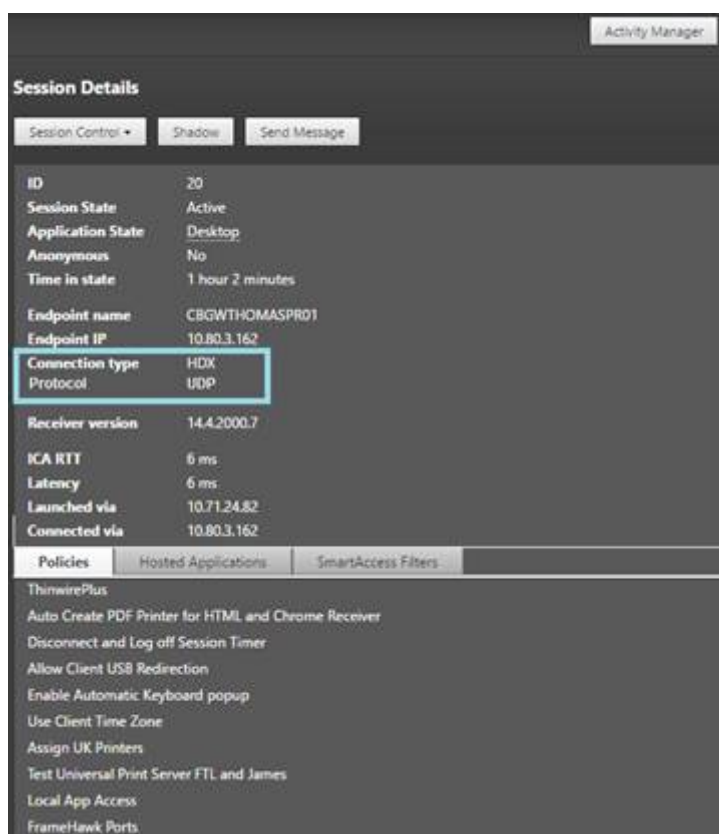 Activity Manager
Session Details
Session Control Shadow Send Message
ID 20
Session State Active
Application State Desktop
Anonymous No
Time in state 1 hour 2 minutes
Endpoint name CBGWTHOMASPR01
Endpoint IP 10.80.3.162
Connection type HDX
Protocol UDP
Receiver version 14.4.2000.7
ICA RTT 6 ms
Latency 6 ms
Launched via 10.71.24.82
Connected via 10.80.3.162
Policies Hosted Applications SmartAccess Filters
ThinwirePlus
Auto Create PDF Printer for HTML and Chrome Receiver
Disconnect and Log off Session Timer
Allow Client USB Redirection
Enable Automatic Keyboard popup
Use Client Time Zone
Assign UK Printers
Test Universal Print Server FTL and James
Local App Access
FrameHawk Ports